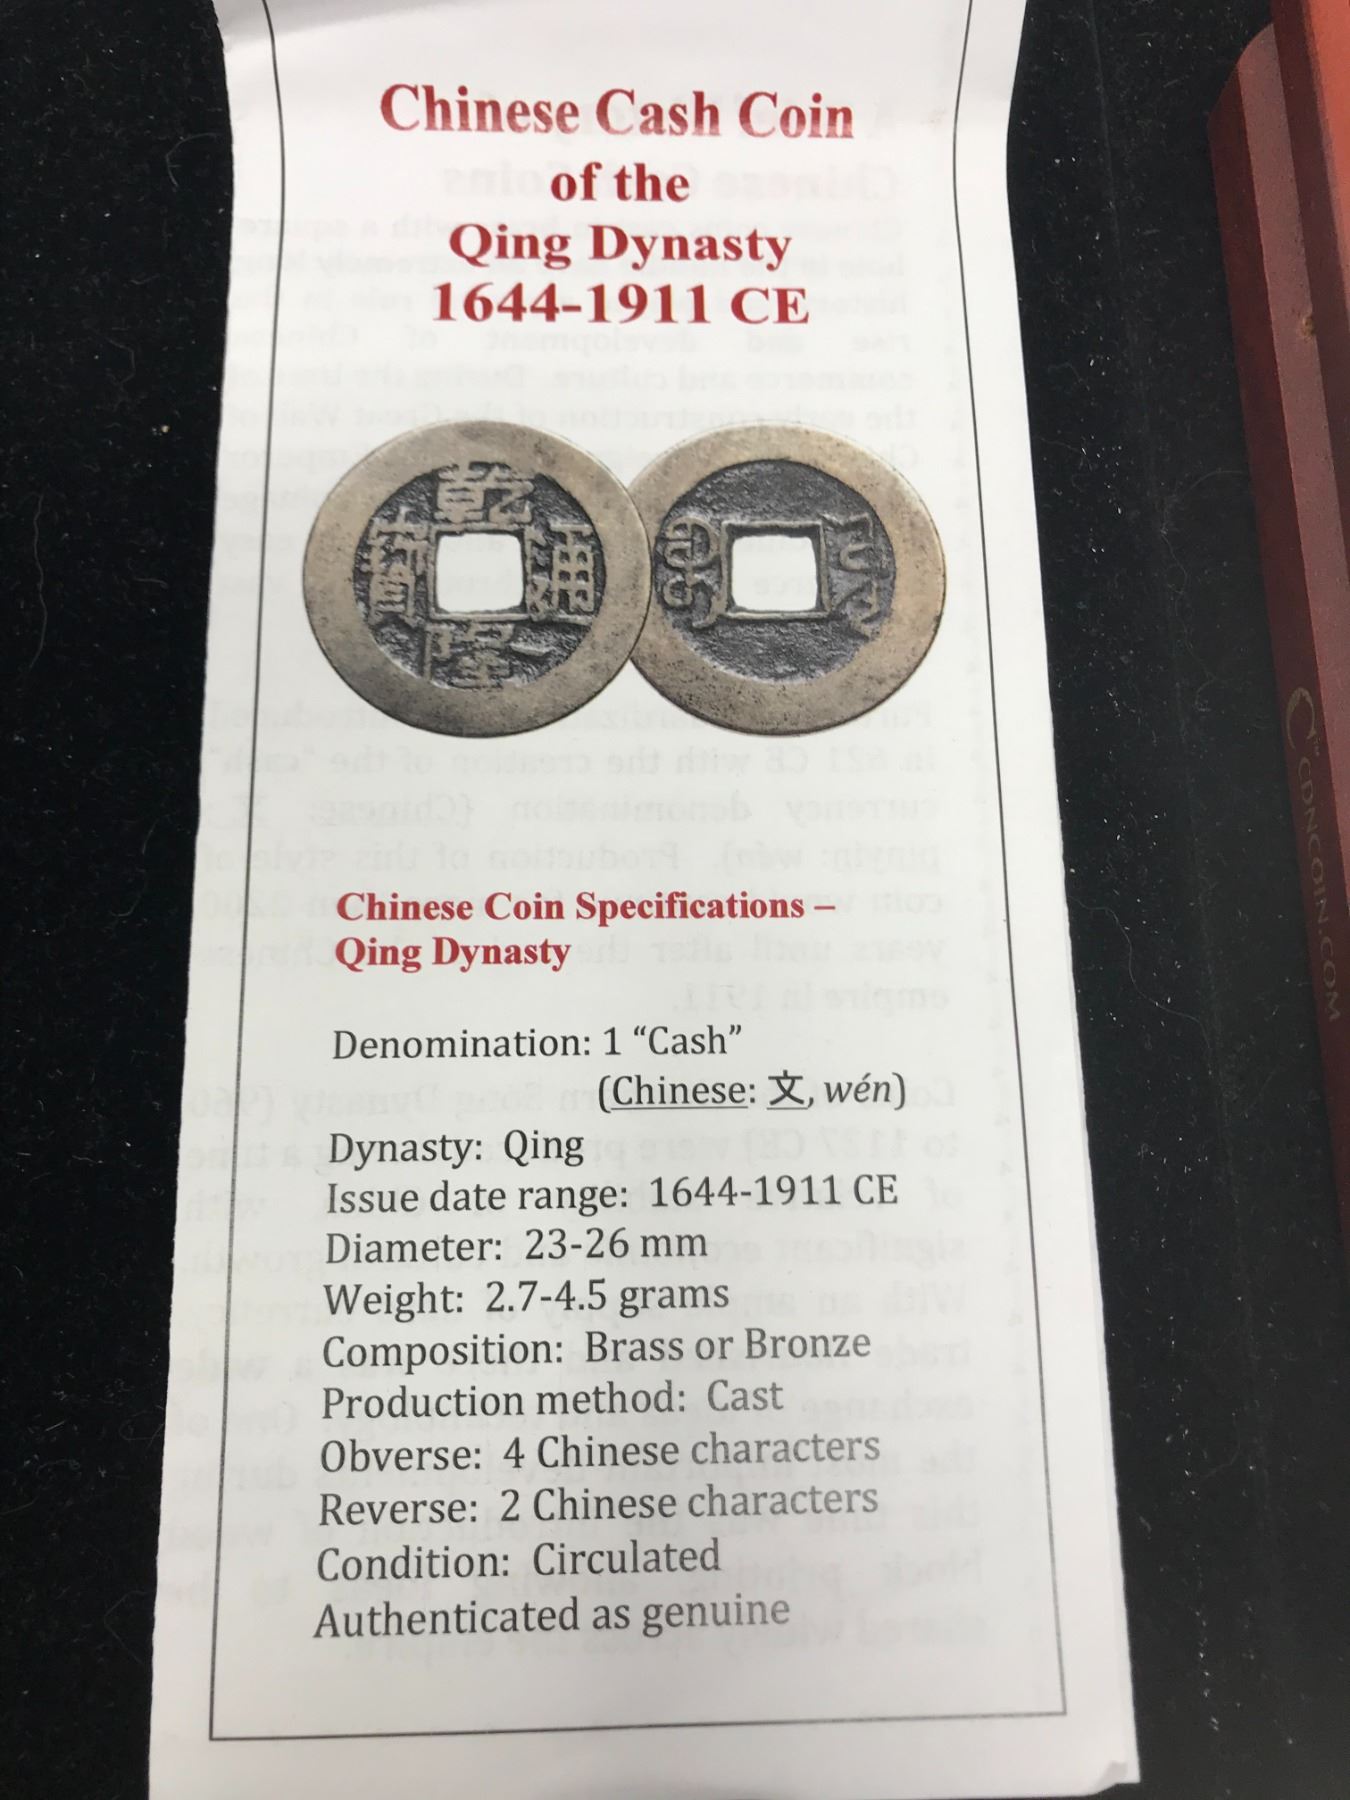 Chinese Cash Coin
of the
Qing Dynasty
1644-1911 CE
乾
寶 通
隆
Chinese Coin Specifications –
Qing Dynasty
Denomination: 1 “Cash”
(Chinese: 文, wén)
Dynasty: Qing
Issue date range: 1644-1911 CE
Diameter: 23-26 mm
Weight: 2.7-4.5 grams
Composition: Brass or Bronze
Production method: Cast
Obverse: 4 Chinese characters
Reverse: 2 Chinese characters
Condition: Circulated
Authenticated as genuine
CDNCOIN.COM